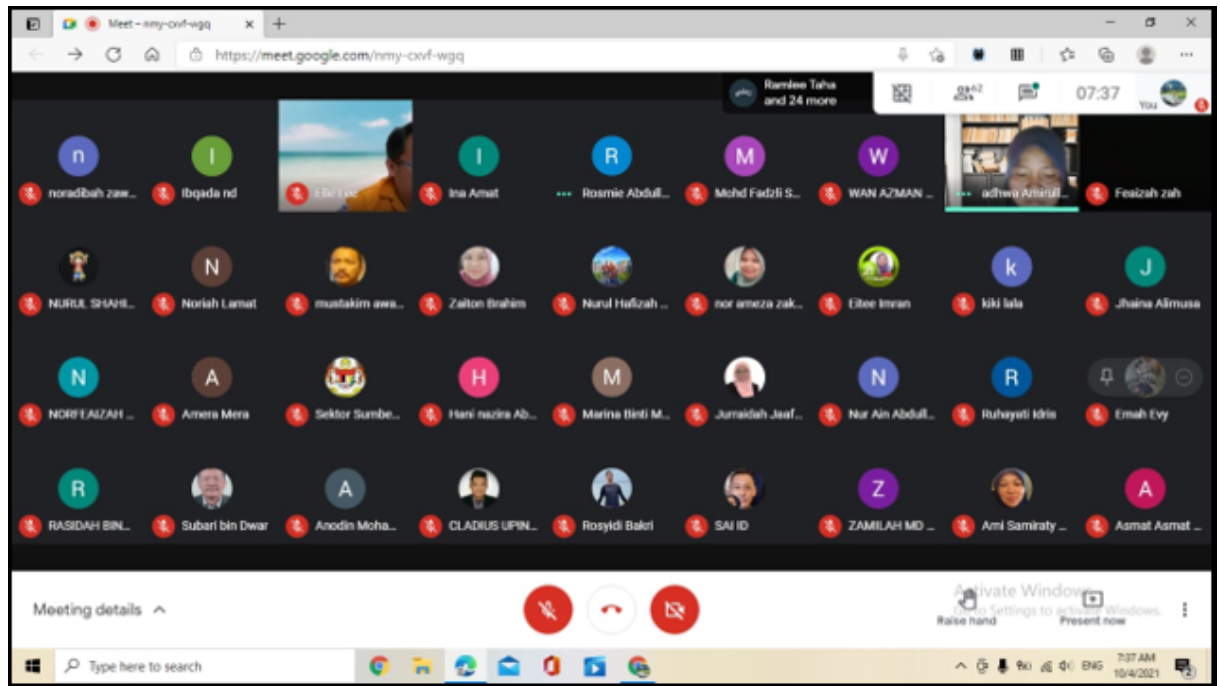 Meet – nmy-cxvf-wgq
https://meet.google.com/nmy-cxvf-wgq
Ramlee Taha
and 24 more
62
07:37
You
n
I
I
R
M
W
noradibah zaw...
Ibqada nd
Elle Lee
Ina Amat
Rosmie Abdull...
Mohd Fadzli S...
WAN AZMAN ...
adhwa Amirull...
Feaizah zah
N
k
J
NURUL SHAHI...
Noriah Lamat
mustakim awa...
Zaiton Brahim
Nurul Hafizah ...
nor ameza zak...
Eitee Imran
kiki lala
Jhaina Alimusa
N
A
H
M
N
R
NORFEAIZAH ...
Amera Mera
Sektor Sumbe...
Hani nazira Ab...
Marina Binti M...
Jurraidah Jaaf...
Nur Ain Abdull...
Ruhayati Idris
Emah Evy
R
A
Z
A
RASIDAH BIN...
Subari bin Dwar
Anodin Moha...
CLADIUS UPIN...
Rosyidi Bakri
SAI ID
ZAMILAH MD ...
Ami Samiraty ...
Asmat Asmat ...
Meeting details
Activate Windows
Go to Settings to activate Windows.
Raise hand
Present now
Type here to search
ENG
7:37 AM
10/4/2021
2